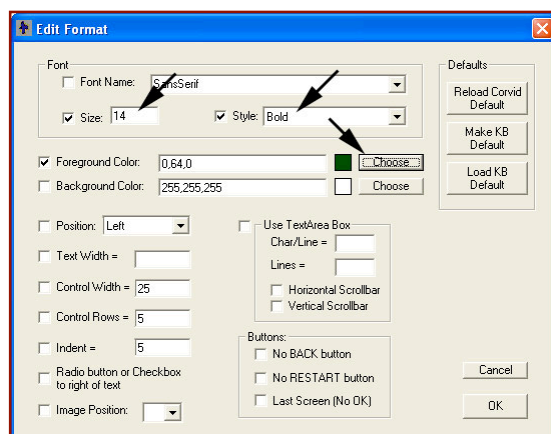 Edit Format
Font
Font Name: SansSerif
Size: 14 Style: Bold
Foreground Color: 0,64,0 Choose
Background Color: 255,255,255 Choose
Position: Left
Text Width =
Control Width = 25
Control Rows = 5
Indent = 5
Radio button or Checkbox
to right of text
Image Position:
Use TextArea Box
Char/Line =
Lines =
Horizontal Scrollbar
Vertical Scrollbar
Buttons:
No BACK button
No RESTART button
Last Screen (No OK)
Defaults
Reload Corvid
Default
Make KB
Default
Load KB
Default
Cancel
OK